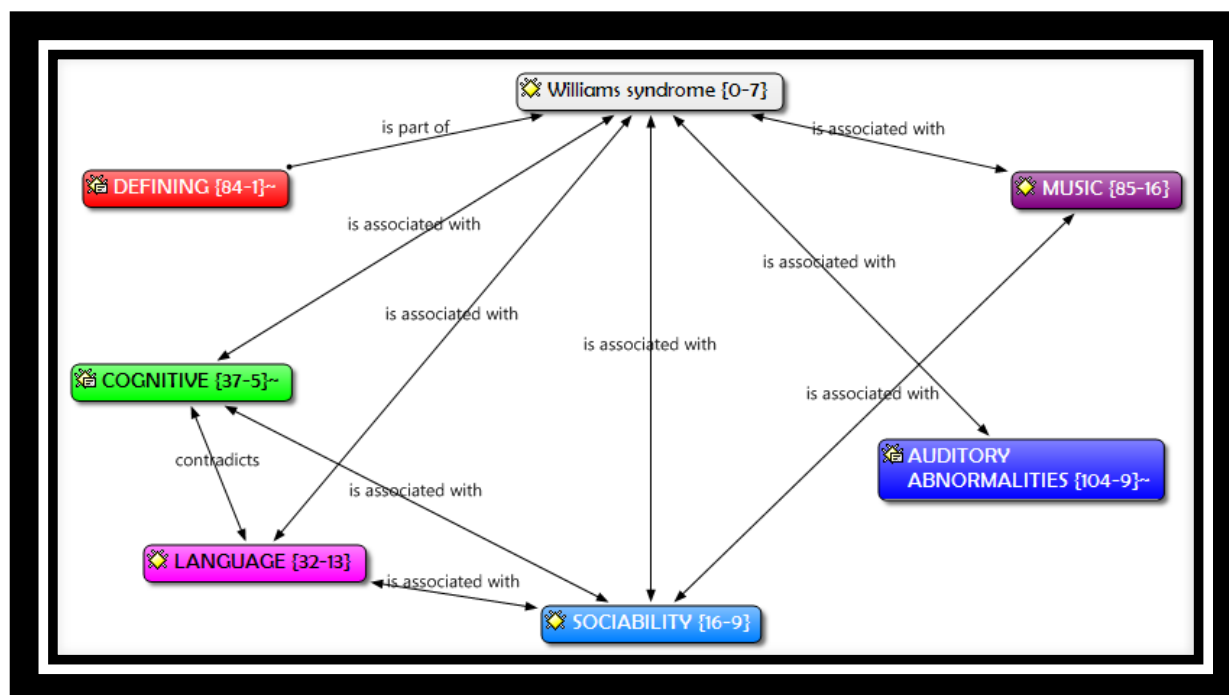 Williams syndrome {0-7}
is part of
is associated with
DEFINING {84-1}~
MUSIC {85-16}
is associated with
is associated with
is associated with
is associated with
COGNITIVE {37-5}~
is associated with
AUDITORY
ABNORMALITIES {104-9}~
contradicts
is associated with
LANGUAGE {32-13}
is associated with
SOCIABILITY {16-9}